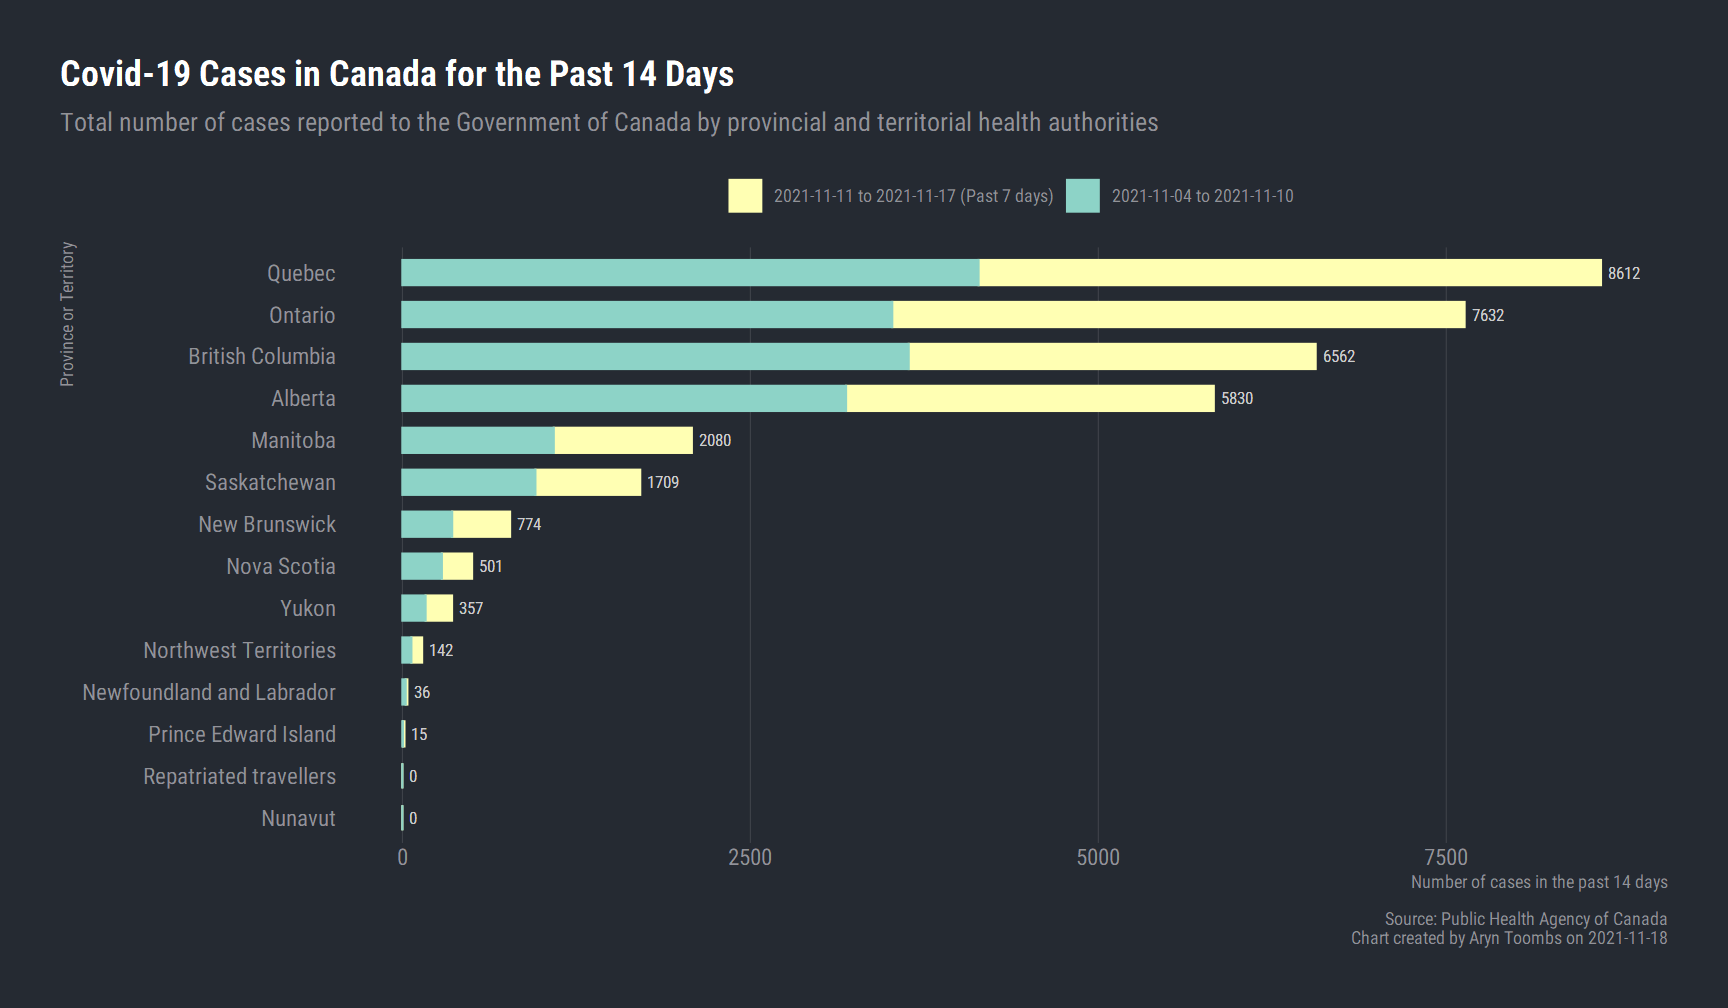 Covid-19 Cases in Canada for the Past 14 Days
Total number of cases reported to the Government of Canada by provincial and territorial health authorities
2021-11-11 to 2021-11-17 (Past 7 days) 2021-11-04 to 2021-11-10
Province or Territory
Quebec 8612
Ontario 7632
British Columbia 6562
Alberta 5830
Manitoba 2080
Saskatchewan 1709
New Brunswick 774
Nova Scotia 501
Yukon 357
Northwest Territories 142
Newfoundland and Labrador 36
Prince Edward Island 15
Repatriated travellers 0
Nunavut 0
0 2500 5000 7500
Number of cases in the past 14 days
Source: Public Health Agency of Canada
Chart created by Aryn Toombs on 2021-11-18